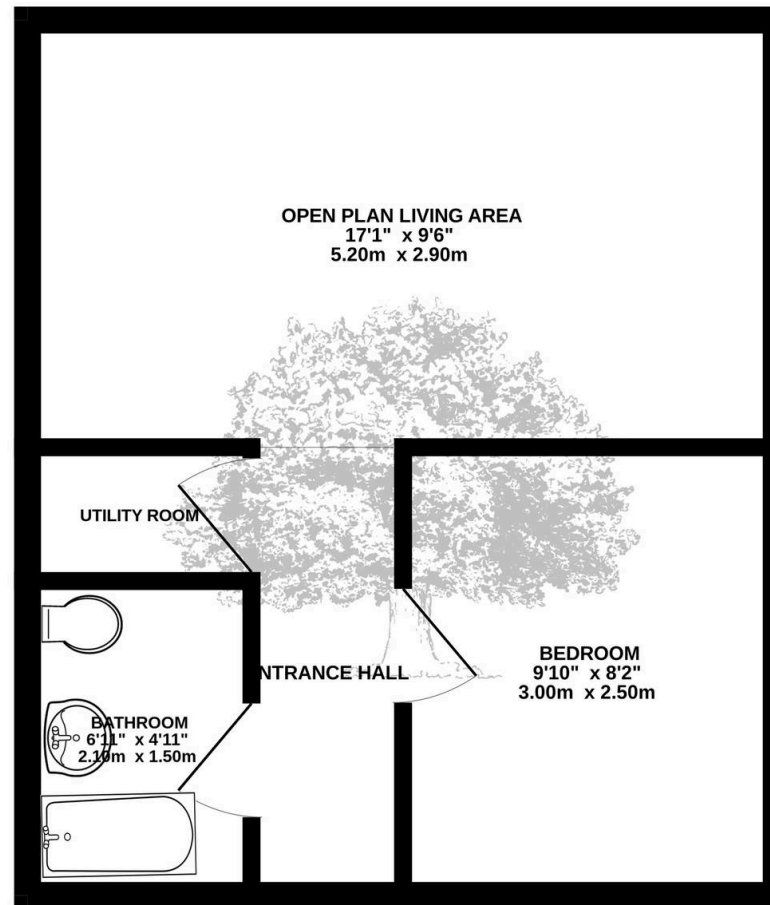 OPEN PLAN LIVING AREA
17'1" x 9'6"
5.20m x 2.90m
UTILITY ROOM
NTRANCE HALL
BEDROOM
9'10" x 8'2"
3.00m x 2.50m
BATHROOM
6'11" x 4'11"
2.10m x 1.50m